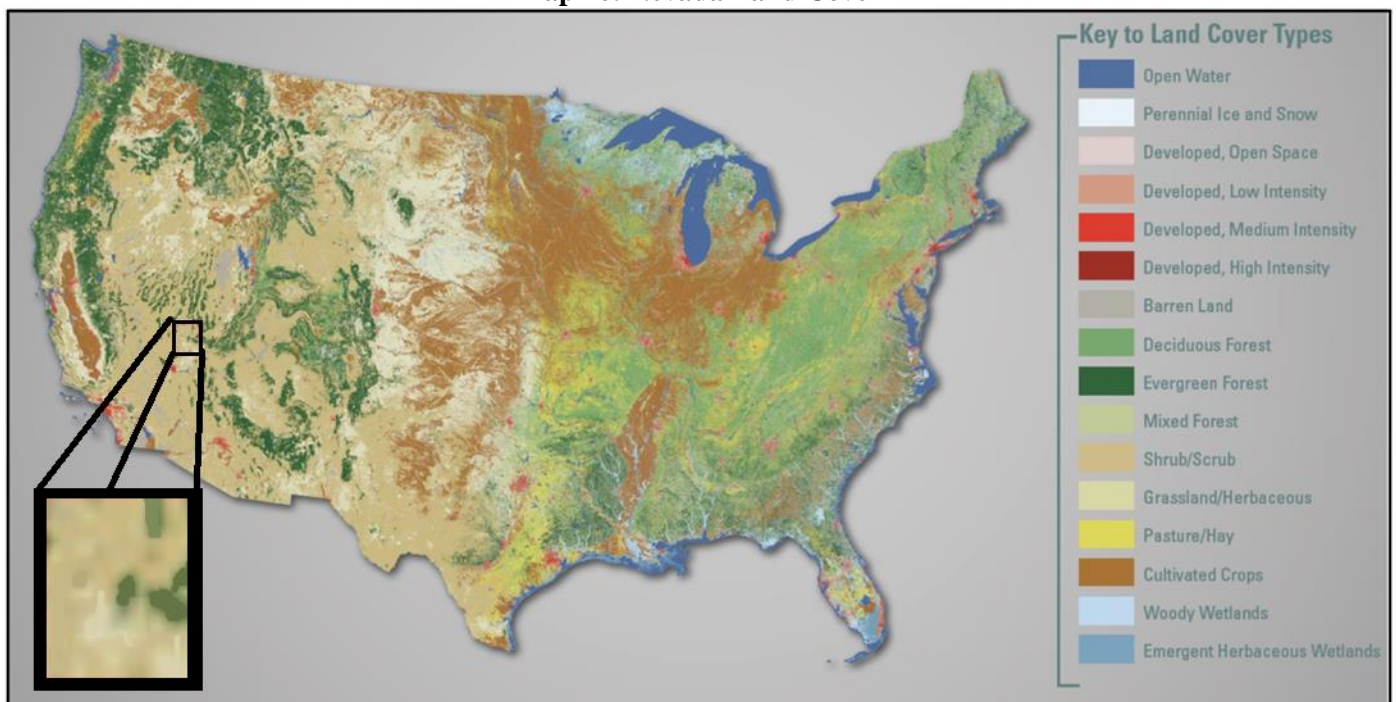 Key to Land Cover Types
Open Water
Perennial Ice and Snow
Developed, Open Space
Developed, Low Intensity
Developed, Medium Intensity
Developed, High Intensity
Barren Land
Deciduous Forest
Evergreen Forest
Mixed Forest
Shrub/Scrub
Grassland/Herbaceous
Pasture/Hay
Cultivated Crops
Woody Wetlands
Emergent Herbaceous Wetlands